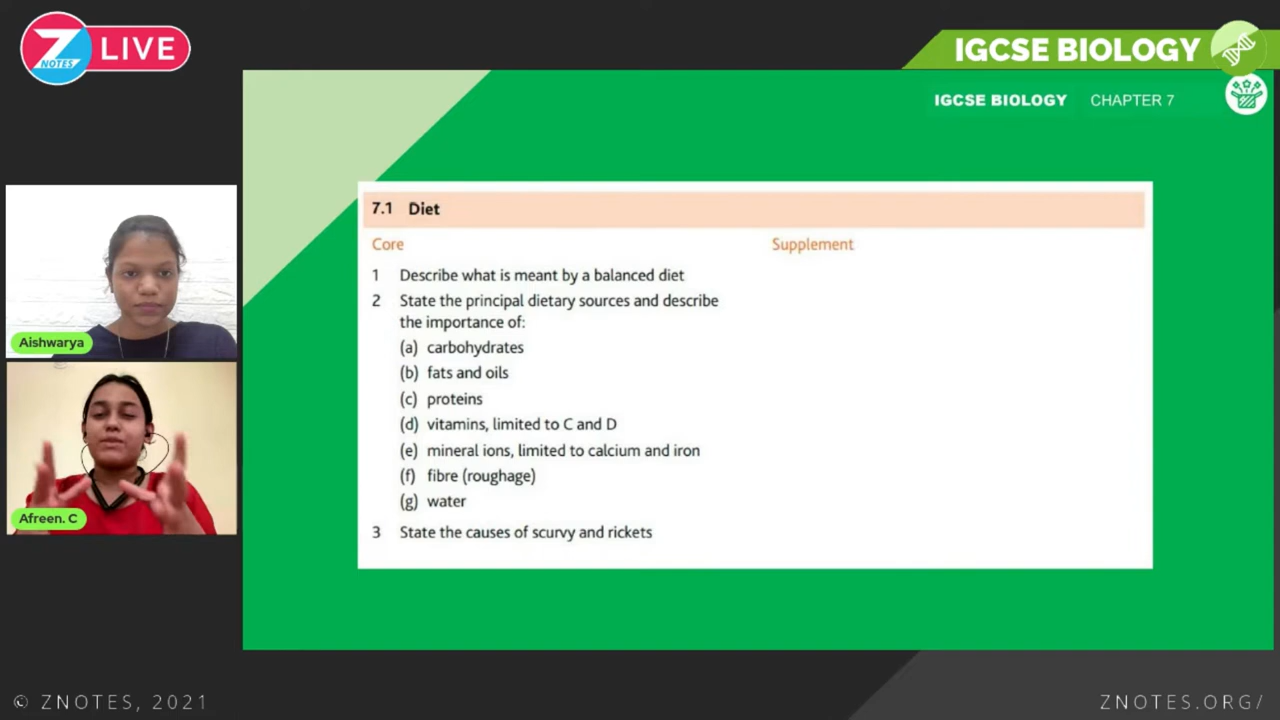 Z
NOTES
LIVE
IGCSE BIOLOGY
IGCSE BIOLOGY CHAPTER 7
7.1 Diet
Core Supplement
1 Describe what is meant by a balanced diet
2 State the principal dietary sources and describe
the importance of:
(a) carbohydrates
(b) fats and oils
(c) proteins
(d) vitamins, limited to C and D
(e) mineral ions, limited to calcium and iron
(f) fibre (roughage)
(g) water
3 State the causes of scurvy and rickets
Aishwarya
Afreen. C
© ZNOTES, 2021
ZNOTES.ORG/